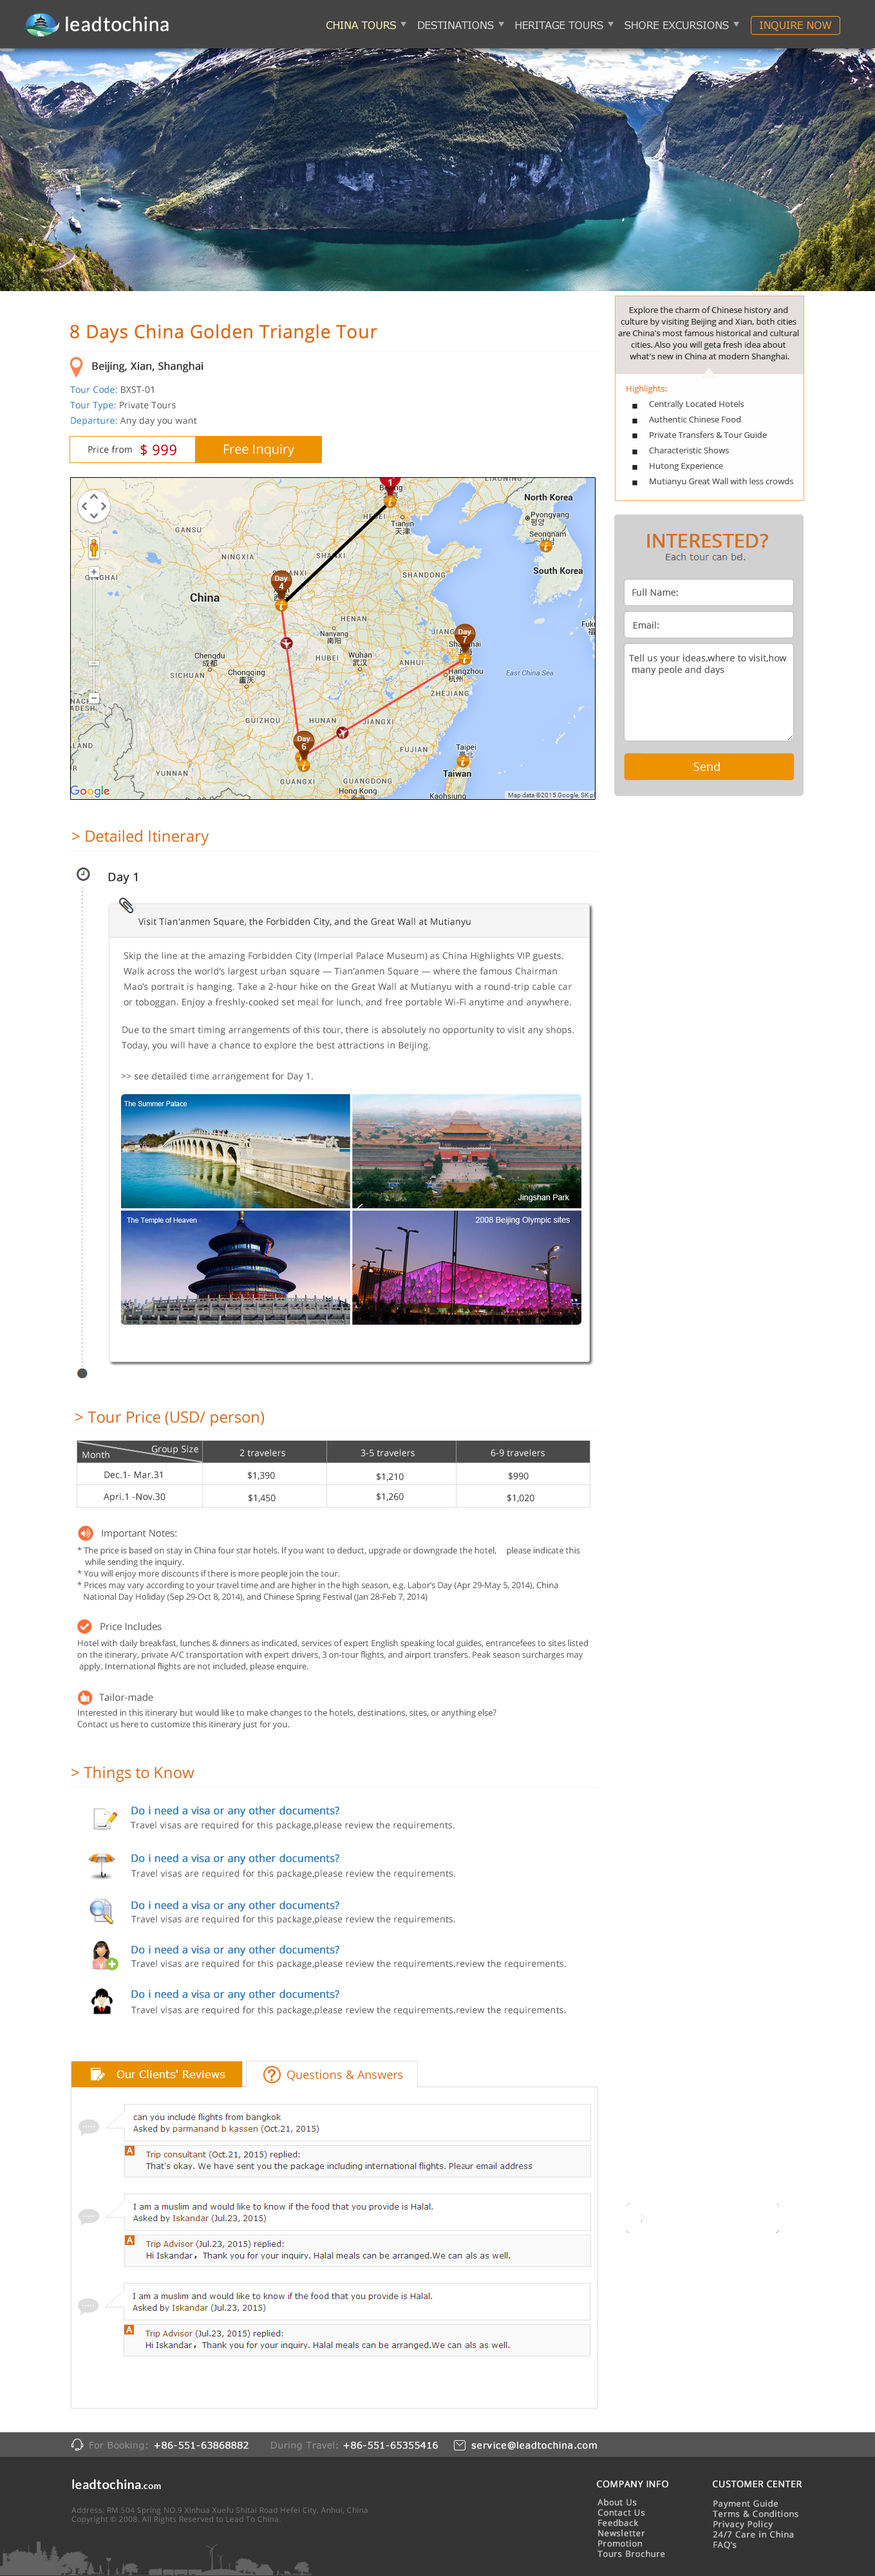 leadtochina
CHINA TOURS DESTINATIONS HERITAGE TOURS SHORE EXCURSIONS INQUIRE NOW
8 Days China Golden Triangle Tour
Beijing, Xian, Shanghai
Tour Code: BXST-01
Tour Type: Private Tours
Departure: Any day you want
Price from $ 999 Free Inquiry
Explore the charm of Chinese history and
culture by visiting Beijing and Xian, both cities
are China's most famous historical and cultural
cities. Also you will geta fresh idea about
what's new in China at modern Shanghai.
Highlights:
Centrally Located Hotels
Authentic Chinese Food
Private Transfers & Tour Guide
Characteristic Shows
Hutong Experience
Mutianyu Great Wall with less crowds
LIAONING
1
North Korea
HEBEI
Tianjin
天津
Pyongyang
평양
GANSU
Seongnam
NINGXIA
SHANXI
SHANDONG
South Korea
QINGHAI
Day
4
China
HENAN
Nanning
南阳
JIANGSU
Day
7
Chengdu
成都
HUBEI
Wuhan
武汉
ANHUI
Hangzhou
杭州
East China Sea
SICHUAN
Chongqing
重庆
ZHEJIANG
GUIZHOU
HUNAN
JIANGXI
Day
6
FUJIAN
Taipei
臺北
YUNNAN
GUANGXI
GUANGDONG
Taiwan
Hong Kong
Kaohsiung
Google
Map data ©2015 Google, SK pl
INTERESTED?
Each tour can bel.
Full Name:
Email:
Tell us your ideas,where to visit,how
many peole and days
Send
> Detailed Itinerary
Day 1
Visit Tian'anmen Square, the Forbidden City, and the Great Wall at Mutianyu
Skip the line at the amazing Forbidden City (Imperial Palace Museum) as China Highlights VIP guests.
Walk across the world's largest urban square — Tian'anmen Square — where the famous Chairman
Mao's portrait is hanging. Take a 2-hour hike on the Great Wall at Mutianyu with a round-trip cable car
or toboggan. Enjoy a freshly-cooked set meal for lunch, and free portable Wi-Fi anytime and anywhere.
Due to the smart timing arrangements of this tour, there is absolutely no opportunity to visit any shops.
Today, you will have a chance to explore the best attractions in Beijing.
>> see detailed time arrangement for Day 1.
The Summer Palace
Jingshan Park
The Temple of Heaven
2008 Beijing Olympic sites
> Tour Price (USD/ person)
Month Group Size 2 travelers 3-5 travelers 6-9 travelers
Dec.1- Mar.31 $1,390 $1,210 $990
Apri.1 -Nov.30 $1,450 $1,260 $1,020
Important Notes:
* The price is based on stay in China four star hotels. If you want to deduct, upgrade or downgrade the hotel, please indicate this
while sending the inquiry.
* You will enjoy more discounts if there is more people join the tour.
* Prices may vary according to your travel time and are higher in the high season, e.g. Labor's Day (Apr 29-May 5, 2014), China
National Day Holiday (Sep 29-Oct 8, 2014), and Chinese Spring Festival (Jan 28-Feb 7, 2014)
Price Includes
Hotel with daily breakfast, lunches & dinners as indicated, services of expert English speaking local guides, entrancefees to sites listed
on the itinerary, private A/C transportation with expert drivers, 3 on-tour flights, and airport transfers. Peak season surcharges may
apply. International flights are not included, please enquire.
Tailor-made
Interested in this itinerary but would like to make changes to the hotels, destinations, sites, or anything else?
Contact us here to customize this itinerary just for you.
> Things to Know
Do i need a visa or any other documents?
Travel visas are required for this package,please review the requirements.
Do i need a visa or any other documents?
Travel visas are required for this package,please review the requirements.
Do i need a visa or any other documents?
Travel visas are required for this package,please review the requirements.
Do i need a visa or any other documents?
Travel visas are required for this package,please review the requirements.review the requirements.
Do i need a visa or any other documents?
Travel visas are required for this package,please review the requirements.review the requirements.
Our Clients' Reviews Questions & Answers
can you include flights from bangkok
Asked by parmanand b kassen (Oct.21, 2015)
A Trip consultant (Oct.21, 2015) replied:
That's okay. We have sent you the package including international flights. Pleaur email address
I am a muslim and would like to know if the food that you provide is Halal.
Asked by Iskandar (Jul.23, 2015)
A Trip Advisor (Jul.23, 2015) replied:
Hi Iskandar，Thank you for your inquiry. Halal meals can be arranged.We can als as well.
I am a muslim and would like to know if the food that you provide is Halal.
Asked by Iskandar (Jul.23, 2015)
A Trip Advisor (Jul.23, 2015) replied:
Hi Iskandar，Thank you for your inquiry. Halal meals can be arranged.We can als as well.
For Booking: +86-551-63868882 During Travel: +86-551-65355416 service@leadtochina.com
leadtochina.com
Address: RM.504 Spring NO.9 Xinhua Xuefu Shitai Road Hefei City, Anhui, China
Copyright © 2008. All Rights Reserved to Lead To China.
COMPANY INFO
About Us
Contact Us
Feedback
Newsletter
Promotion
Tours Brochure
CUSTOMER CENTER
Payment Guide
Terms & Conditions
Privacy Policy
24/7 Care in China
FAQ's